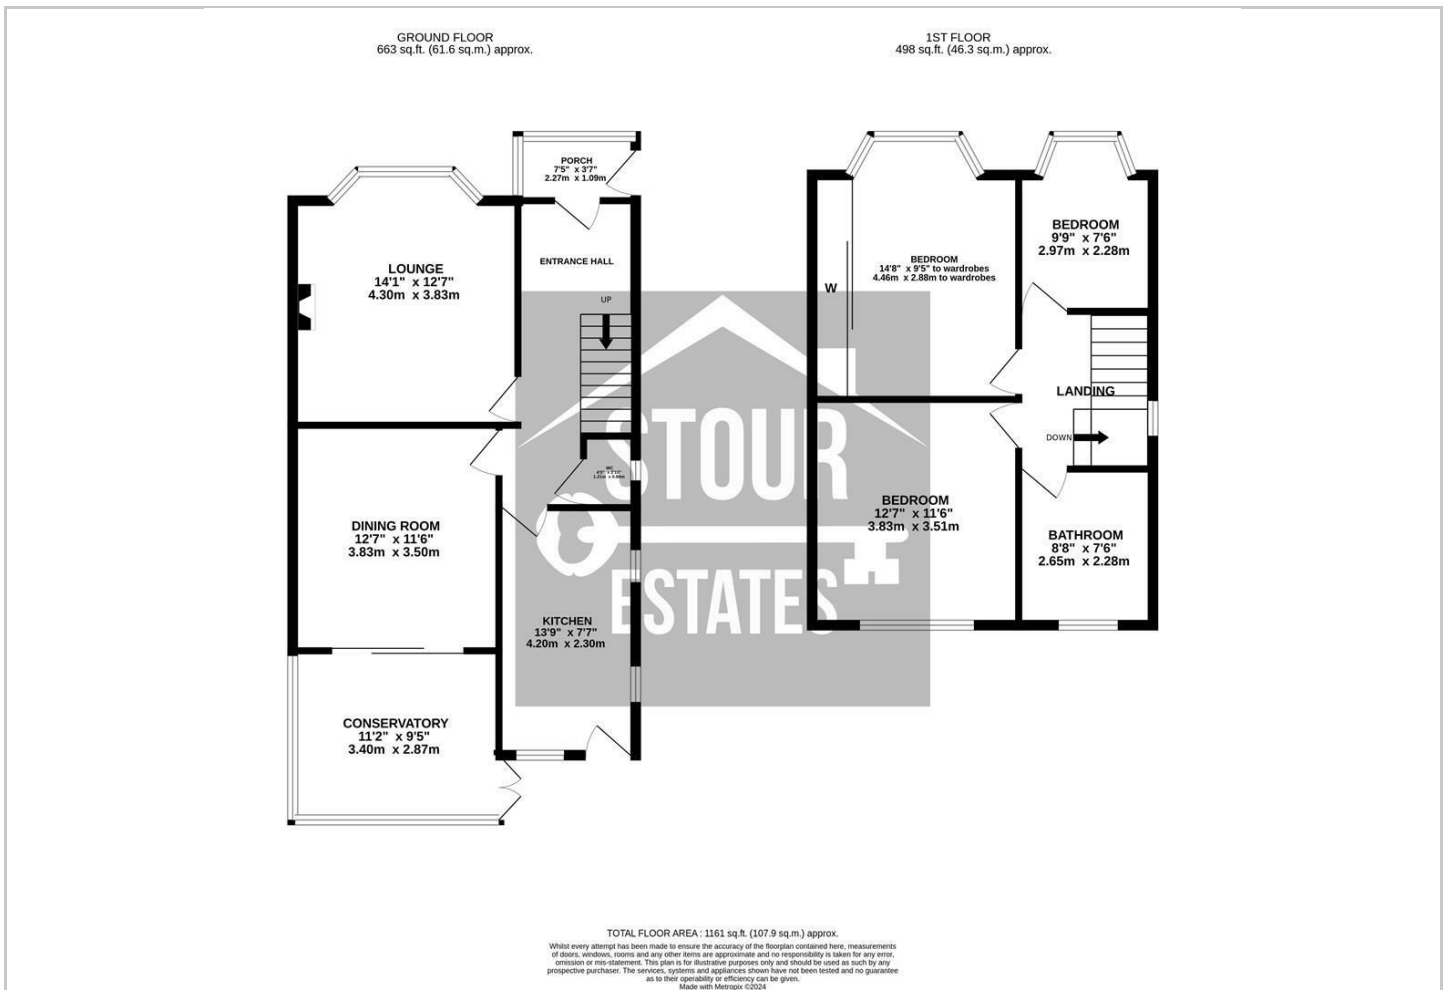 GROUND FLOOR
663 sq.ft. (61.6 sq.m.) approx.
1ST FLOOR
498 sq.ft. (46.3 sq.m.) approx.
PORCH
7'5" x 3'7"
2.27m x 1.09m
LOUNGE
14'1" x 12'7"
4.30m x 3.83m
ENTRANCE HALL
UP
WC
DINING ROOM
12'7" x 11'6"
3.83m x 3.50m
KITCHEN
13'9" x 7'7"
4.20m x 2.30m
CONSERVATORY
11'2" x 9'5"
3.40m x 2.87m
BEDROOM
14'8" x 9'5" to wardrobes
4.46m x 2.88m to wardrobes
W
BEDROOM
9'9" x 7'6"
2.97m x 2.28m
LANDING
DOWN
BEDROOM
12'7" x 11'6"
3.83m x 3.51m
BATHROOM
8'8" x 7'6"
2.65m x 2.28m
STOUR
ESTATES
TOTAL FLOOR AREA : 1161 sq.ft. (107.9 sq.m.) approx.
Whilst every attempt has been made to ensure the accuracy of the floorplan contained here, measurements
of doors, windows, rooms and any other items are approximate and no responsibility is taken for any error,
omission or mis-statement. This plan is for illustrative purposes only and should be used as such by any
prospective purchaser. The services, systems and appliances shown have not been tested and no guarantee
as to their operability or efficiency can be given.
Made with Metropix ©2024